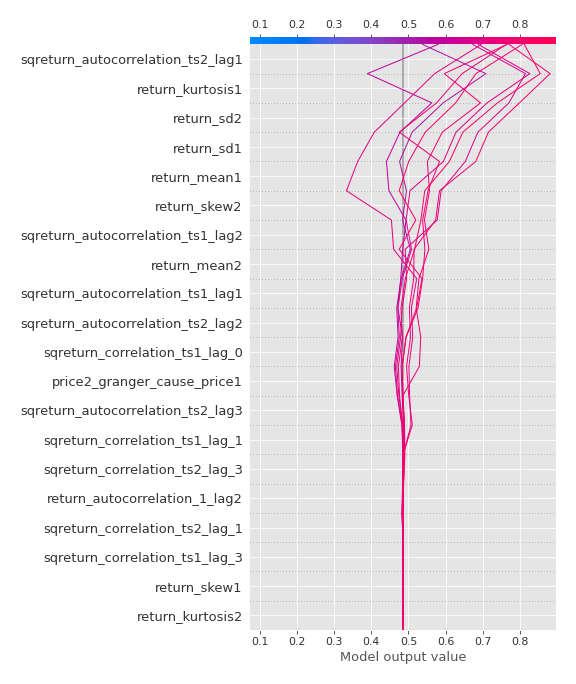 0.1 0.2 0.3 0.4 0.5 0.6 0.7 0.8
sqreturn_autocorrelation_ts2_lag1
return_kurtosis1
return_sd2
return_sd1
return_mean1
return_skew2
sqreturn_autocorrelation_ts1_lag2
return_mean2
sqreturn_autocorrelation_ts1_lag1
sqreturn_autocorrelation_ts2_lag2
sqreturn_correlation_ts1_lag_0
price2_granger_cause_price1
sqreturn_autocorrelation_ts2_lag3
sqreturn_correlation_ts1_lag_1
sqreturn_correlation_ts2_lag_3
return_autocorrelation_1_lag2
sqreturn_correlation_ts2_lag_1
sqreturn_correlation_ts1_lag_3
return_skew1
return_kurtosis2
0.1 0.2 0.3 0.4 0.5 0.6 0.7 0.8
Model output value